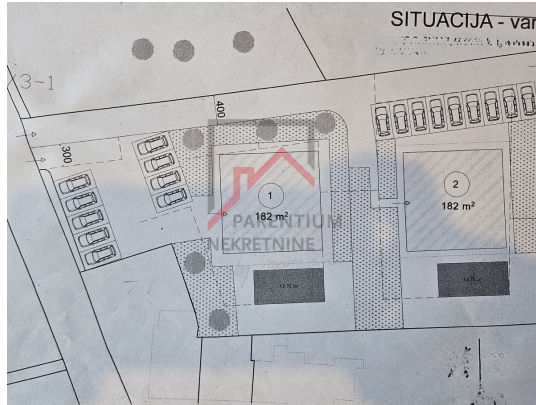 SITUACIJA - var
3-1
400
300
1
182 m²
2
182 m²
PARENTIUM
NEKRETNINE